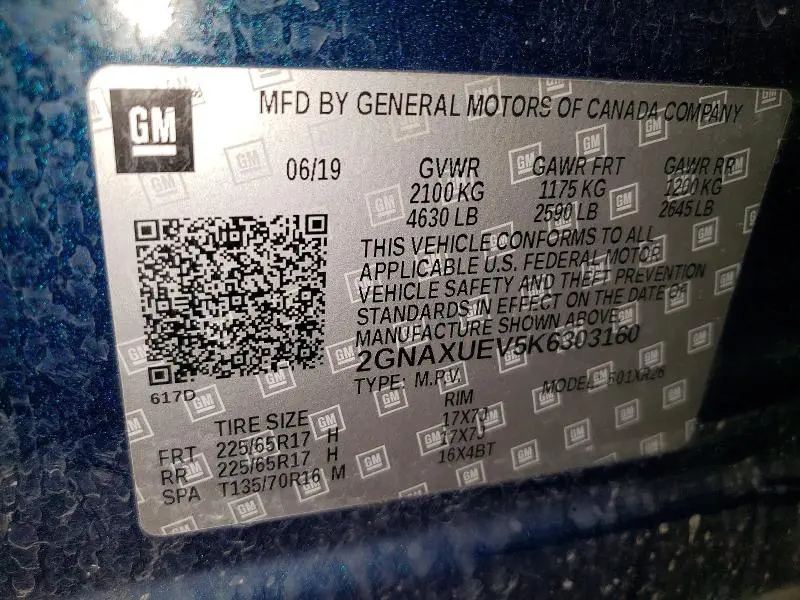 GM
MFD BY GENERAL MOTORS OF CANADA COMPANY
06/19 GVWR GAWR FRT GAWR RR
2100 KG 1175 KG 1200 KG
4630 LB 2590 LB 2645 LB
THIS VEHICLE CONFORMS TO ALL
APPLICABLE U.S. FEDERAL MOTOR
VEHICLE SAFETY AND THEFT PREVENTION
STANDARDS IN EFFECT ON THE DATE OF
MANUFACTURE SHOWN ABOVE.
2GNAXUEV5K6303160
TYPE: M.P.V. MODEL: 501XR26
617D
TIRE SIZE RIM
FRT 225/65R17 H 17X7J
RR 225/65R17 H 17X7J
SPA T135/70R16 M 16X4BT